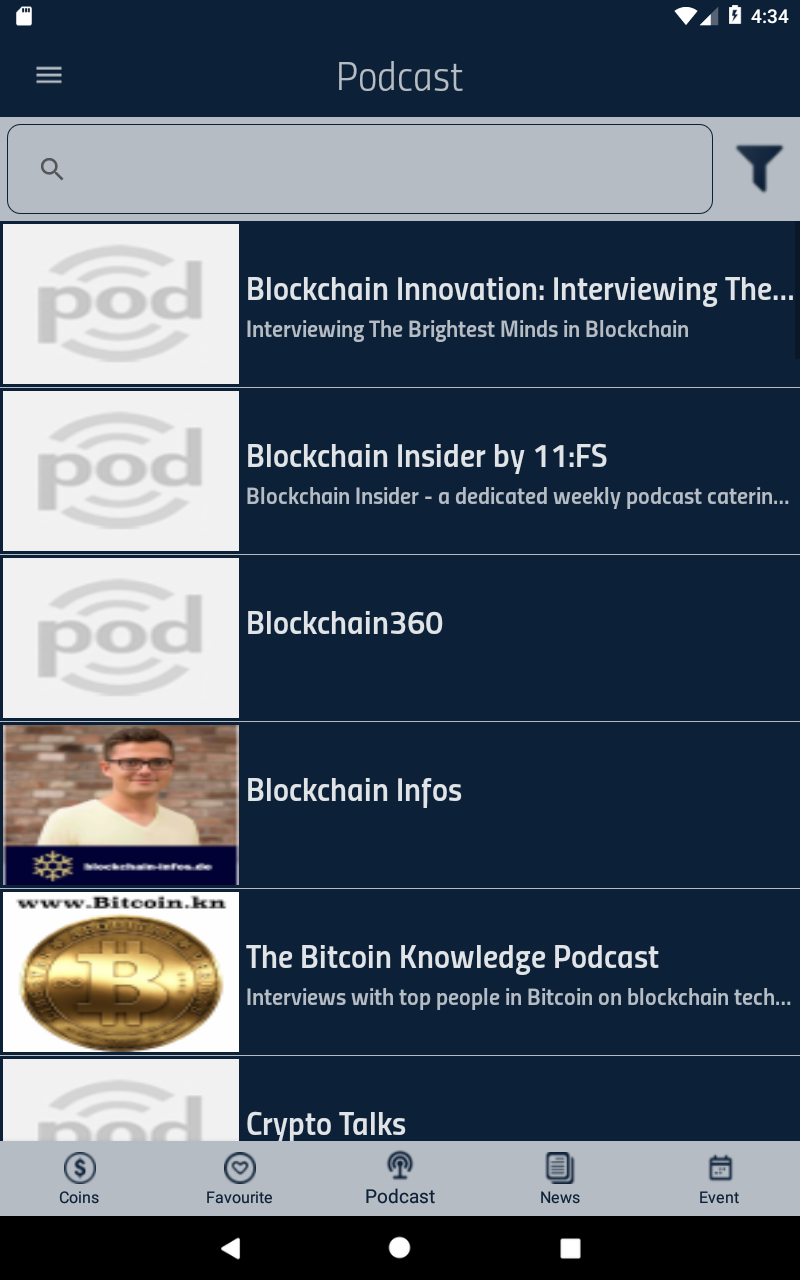 4:34
Podcast
pod
Blockchain Innovation: Interviewing The...
Interviewing The Brightest Minds in Blockchain
pod
Blockchain Insider by 11:FS
Blockchain Insider - a dedicated weekly podcast caterin...
pod
Blockchain360
Blockchain Infos
blockchain-infos.de
www.Bitcoin.kn
B
The Bitcoin Knowledge Podcast
Interviews with top people in Bitcoin on blockchain tech...
pod
Crypto Talks
Coins
Favourite
Podcast
News
Event